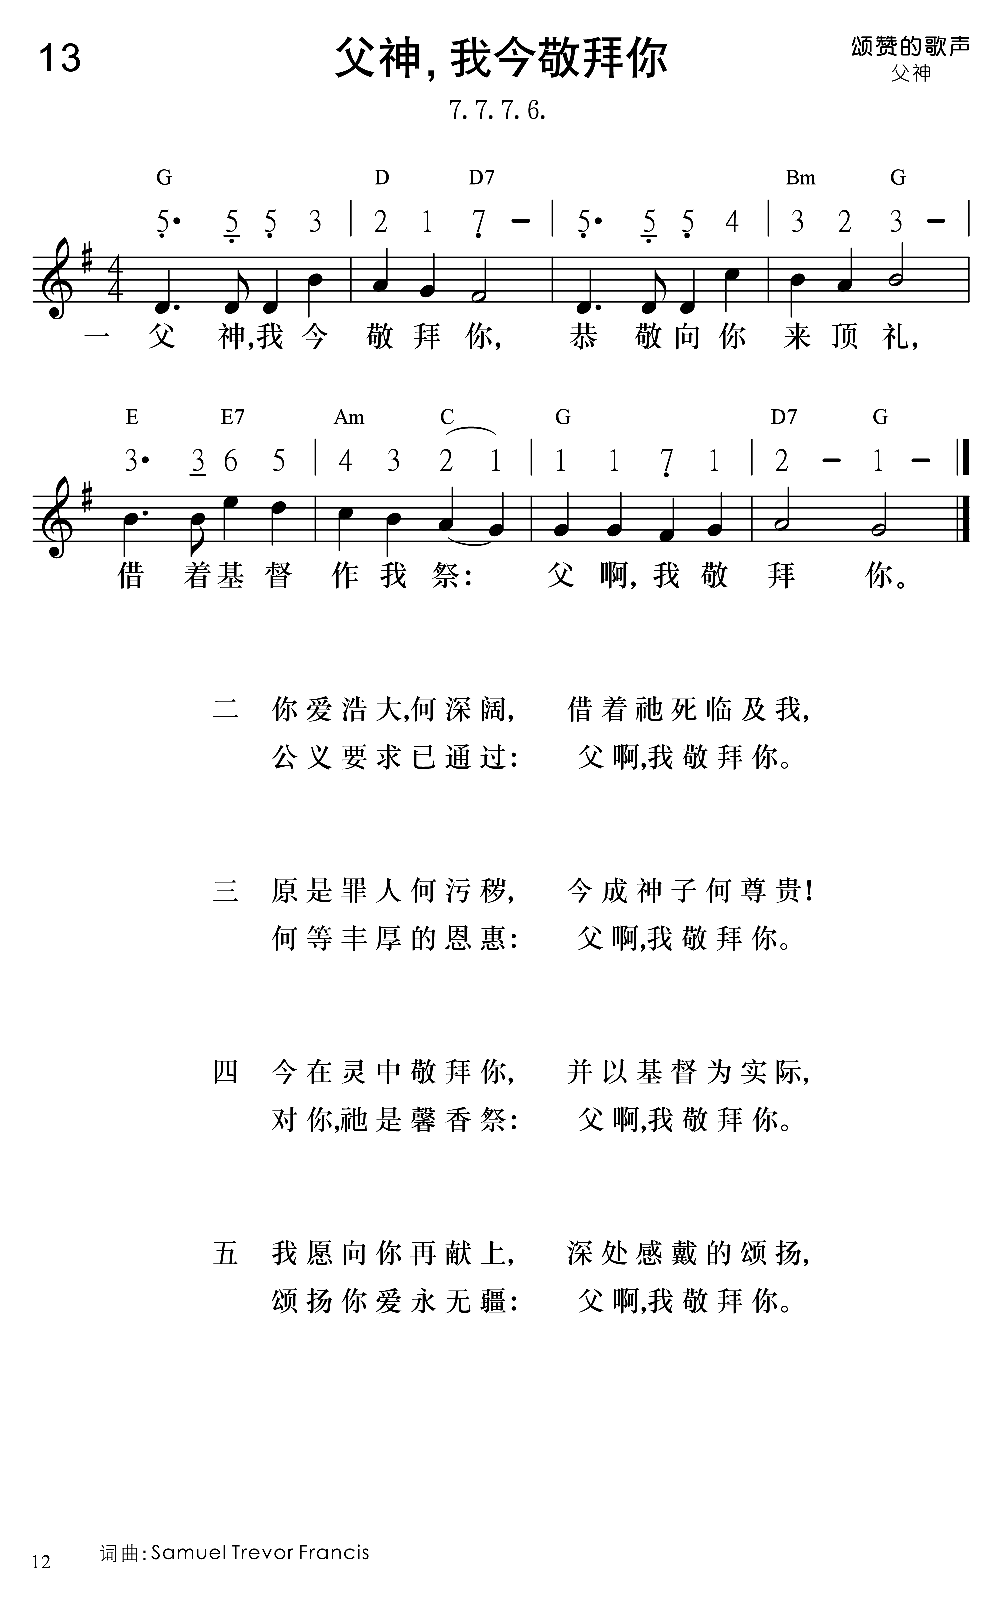 13
父神,我今敬拜你
颂赞的歌声
父神
7. 7. 7. 6.
G D D7 Bm G
5· 5 5 3 | 2 1 7 – | 5· 5 5 4 | 3 2 3 – |
4
4
一 父 神,我 今 敬 拜 你, 恭 敬 向 你 来 顶 礼,
E E7 Am C G D7 G
3· 3 6 5 | 4 3 2 1 | 1 1 7 1 | 2 – 1 – ‖
借 着 基 督 作 我 祭: 父 啊, 我 敬 拜 你。
二 你爱浩大,何深阔, 借着祂死临及我,
公义要求已通过: 父啊,我敬拜你。
三 原是罪人何污秽, 今成神子何尊贵!
何等丰厚的恩惠: 父啊,我敬拜你。
四 今在灵中敬拜你, 并以基督为实际,
对你,祂是馨香祭: 父啊,我敬拜你。
五 我愿向你再献上, 深处感戴的颂扬,
颂扬你爱永无疆: 父啊,我敬拜你。
词曲: Samuel Trevor Francis
12